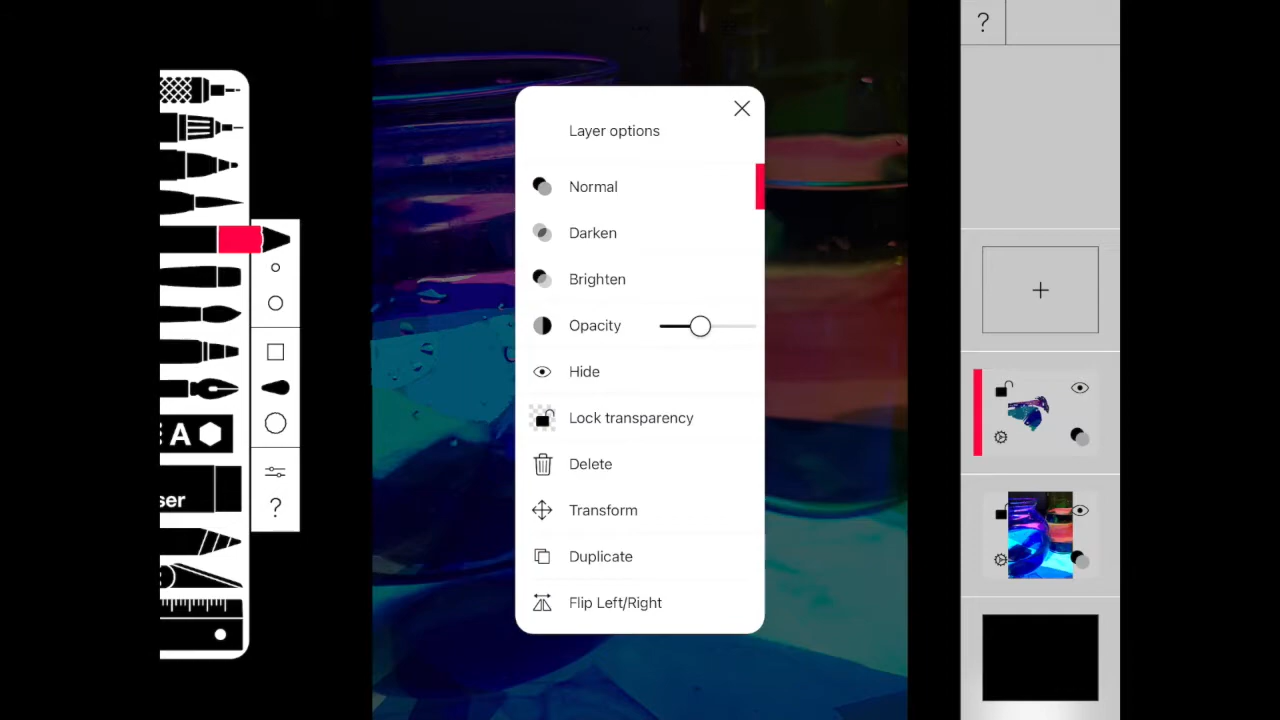 ?
Layer options
Normal
Darken
Brighten
Opacity
Hide
Lock transparency
Delete
Transform
Duplicate
Flip Left/Right
A
ser
?